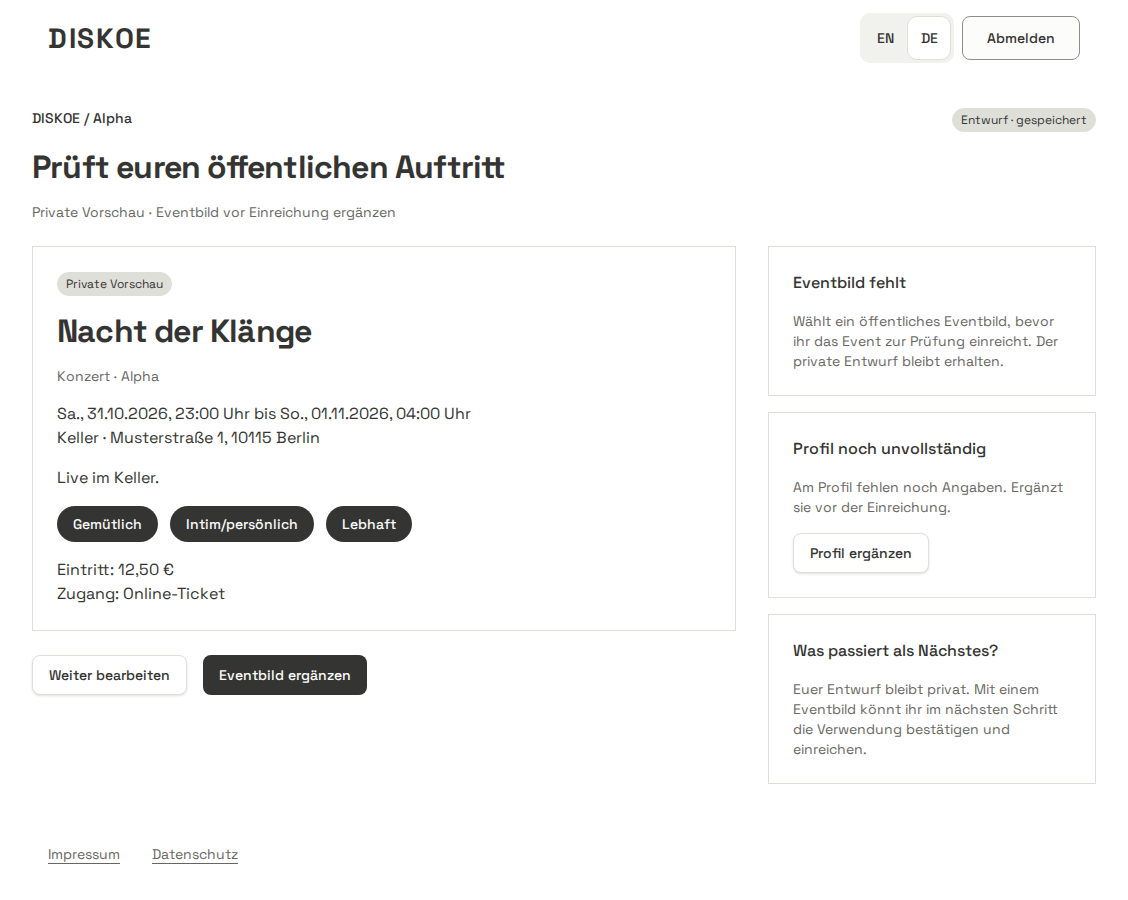 DISKOE
EN
DE
Abmelden
DISKOE / Alpha
Entwurf · gespeichert
Prüft euren öffentlichen Auftritt
Private Vorschau · Eventbild vor Einreichung ergänzen
Private Vorschau
Nacht der Klänge
Konzert · Alpha
Sa., 31.10.2026, 23:00 Uhr bis So., 01.11.2026, 04:00 Uhr
Keller · Musterstraße 1, 10115 Berlin
Live im Keller.
Gemütlich
Intim/persönlich
Lebhaft
Eintritt: 12,50 €
Zugang: Online-Ticket
Weiter bearbeiten
Eventbild ergänzen
Eventbild fehlt
Wählt ein öffentliches Eventbild, bevor
ihr das Event zur Prüfung einreicht. Der
private Entwurf bleibt erhalten.
Profil noch unvollständig
Am Profil fehlen noch Angaben. Ergänzt
sie vor der Einreichung.
Profil ergänzen
Was passiert als Nächstes?
Euer Entwurf bleibt privat. Mit einem
Eventbild könnt ihr im nächsten Schritt
die Verwendung bestätigen und
einreichen.
Impressum
Datenschutz